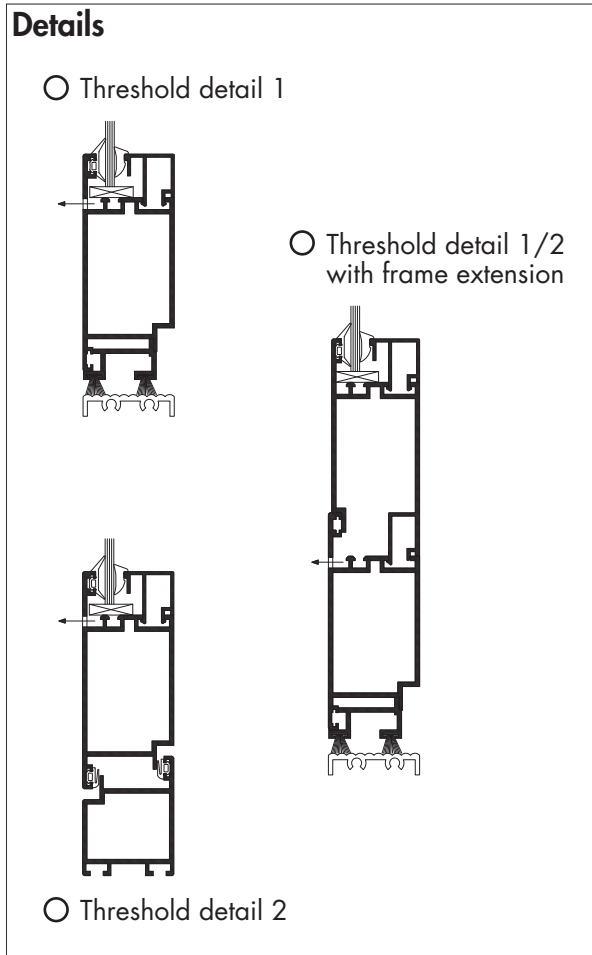 Details
Threshold detail 1
Threshold detail 1/2
with frame extension
Threshold detail 2